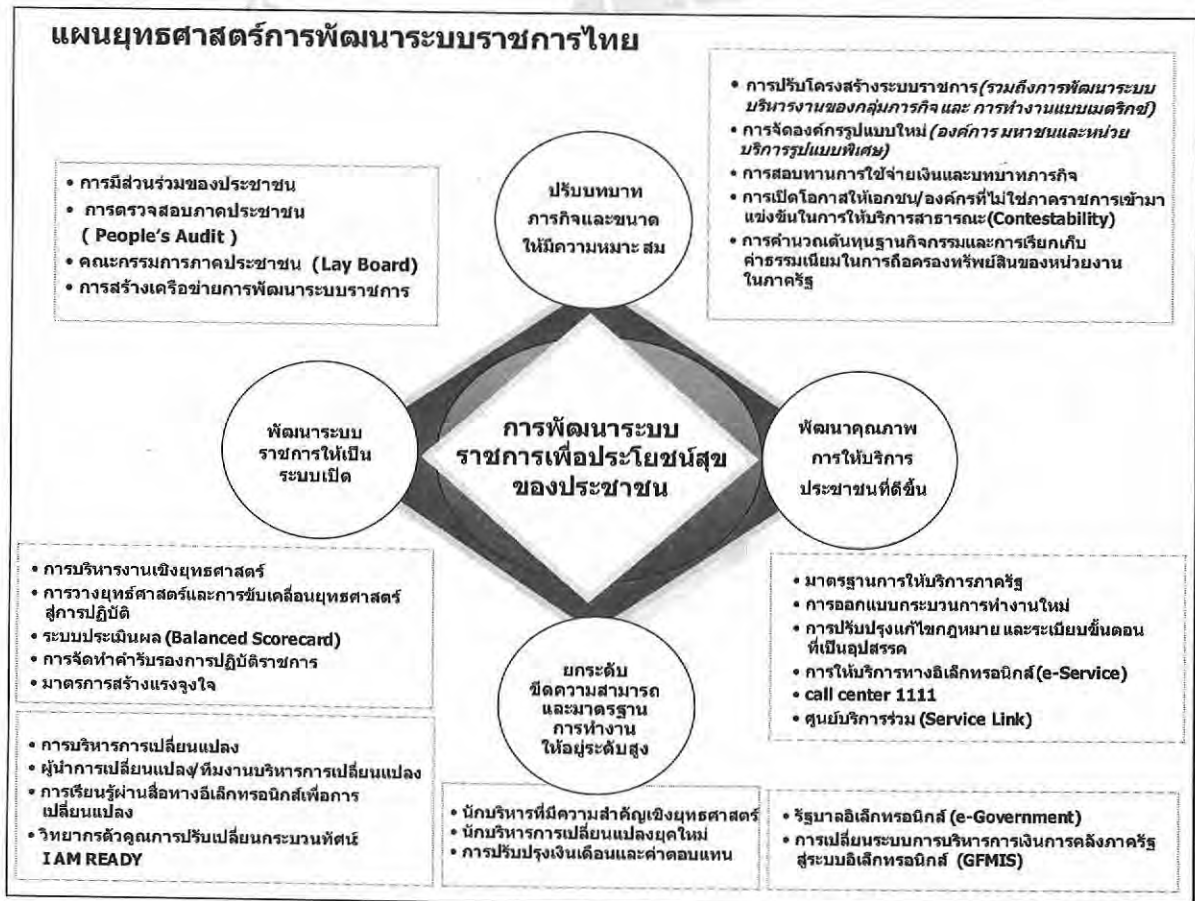 แผนยุทธศาสตร์การพัฒนาระบบราชการไทย
• การปรับโครงสร้างระบบราชการ(รวมถึงการพัฒนาระบบ
บริหารงานของกลุ่มภารกิจ และ การทำงานแบบเมตริกซ์)
• การจัดองค์กรรูปแบบใหม่ (องค์การ มหาชนและหน่วย
บริการรูปแบบพิเศษ)
• การสอบทานการใช้จ่ายเงินและบทบาทภารกิจ
• การเปิดโอกาสให้เอกชน/องค์กรที่ไม่ใช่ภาคราชการเข้ามา
แข่งขันในการให้บริการสาธารณะ(Contestability)
• การคำนวณต้นทุนฐานกิจกรรมและการเรียกเก็บ
ค่าธรรมเนียมในการถือครองทรัพย์สินของหน่วยงาน
ในภาครัฐ
ปรับบทบาท
ภารกิจและขนาด
ให้มีความหมาะ สม
• การมีส่วนร่วมของประชาชน
• การตรวจสอบภาคประชาชน
( People's Audit )
• คณะกรรมการภาคประชาชน (Lay Board)
• การสร้างเครือข่ายการพัฒนาระบบราชการ
พัฒนาระบบ
ราชการให้เป็น
ระบบเปิด
การพัฒนาระบบ
ราชการเพื่อประโยชน์สุข
ของประชาชน
พัฒนาคุณภาพ
การให้บริการ
ประชาชนที่ดีขึ้น
• การบริหารงานเชิงยุทธศาสตร์
• การวางยุทธ์ศาสตร์และการขับเคลื่อนยุทธศาสตร์
สู่การปฏิบัติ
• ระบบประเมินผล (Balanced Scorecard)
• การจัดทำคำรับรองการปฏิบัติราชการ
• มาตรการสร้างแรงจูงใจ
ยกระดับ
ขีดความสามารถ
และมาตรฐาน
การทำงาน
ให้อยู่ระดับสูง
• มาตรฐานการให้บริการภาครัฐ
• การออกแบบกระบวนการทำงานใหม่
• การปรับปรุงแก้ไขกฎหมาย และระเบียบขั้นตอน
ที่เป็นอุปสรรค
• การให้บริการทางอิเล็กทรอนิกส์ (e-Service)
• call center 1111
• ศูนย์บริการร่วม (Service Link)
• การบริหารการเปลี่ยนแปลง
• ผู้นำการเปลี่ยนแปลง/ทีมงานบริหารการเปลี่ยนแปลง
• การเรียนรู้ผ่านสื่อทางอิเล็กทรอนิกส์เพื่อการ
เปลี่ยนแปลง
• วิทยากรตัวคูณการปรับเปลี่ยนกระบวนทัศน์
I AM READY
• นักบริหารที่มีความสำคัญเชิงยุทธศาสตร์
• นักบริหารการเปลี่ยนแปลงยุคใหม่
• การปรับปรุงเงินเดือนและค่าตอบแทน
• รัฐบาลอิเล็กทรอนิกส์ (e-Government)
• การเปลี่ยนระบบการบริหารการเงินการคลังภาครัฐ
สู่ระบบอิเล็กทรอนิกส์ (GFMIS)